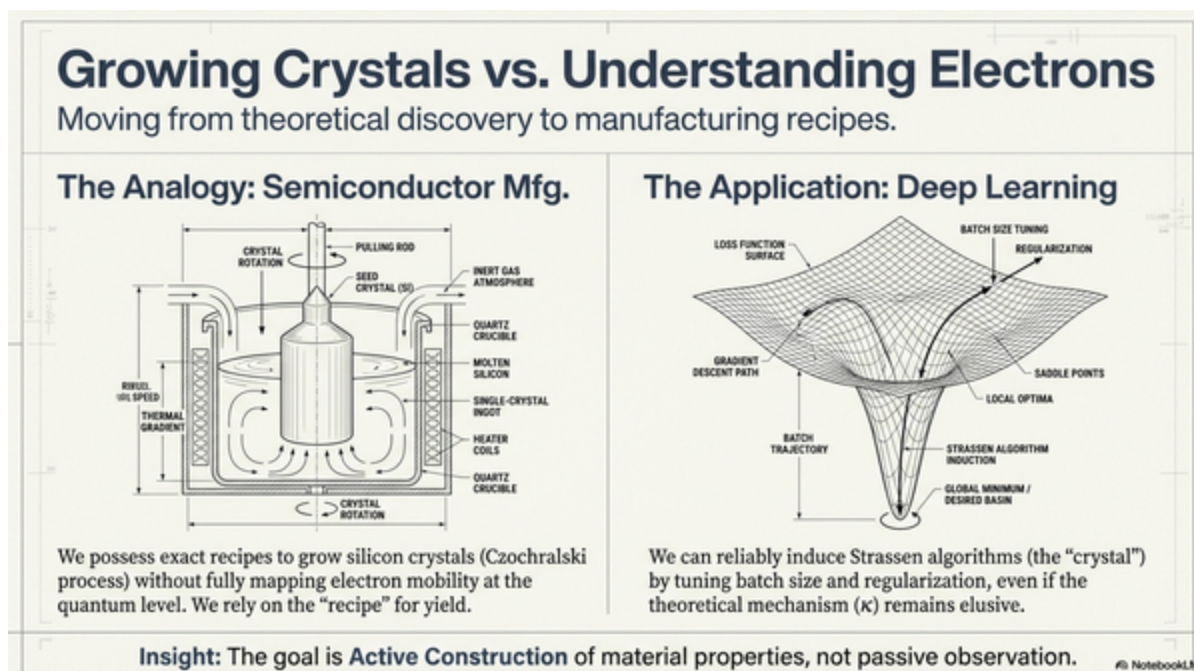 Growing Crystals vs. Understanding Electrons
Moving from theoretical discovery to manufacturing recipes.
The Analogy: Semiconductor Mfg.
CRYSTAL
ROTATION
PULLING ROD
SEED
CRYSTAL (SI)
INERT GAS
ATMOSPHERE
QUARTZ
CRUCIBLE
MOLTEN
SILICON
SINGLE-CRYSTAL
INGOT
HEATER
COILS
QUARTZ
CRUCIBLE
SPEED
THERMAL
GRADIENT
CRYSTAL
ROTATION
We possess exact recipes to grow silicon crystals (Czochralski
process) without fully mapping electron mobility at the
quantum level. We rely on the “recipe” for yield.
The Application: Deep Learning
LOSS FUNCTION
SURFACE
BATCH SIZE TUNING
REGULARIZATION
GRADIENT
DESCENT PATH
SADDLE POINTS
LOCAL OPTIMA
BATCH
TRAJECTORY
STRASSEN ALGORITHM
INDUCTION
GLOBAL MINIMUM /
DESIRED BASIN
We can reliably induce Strassen algorithms (the “crystal”)
by tuning batch size and regularization, even if the
theoretical mechanism (κ) remains elusive.
Insight: The goal is Active Construction of material properties, not passive observation.